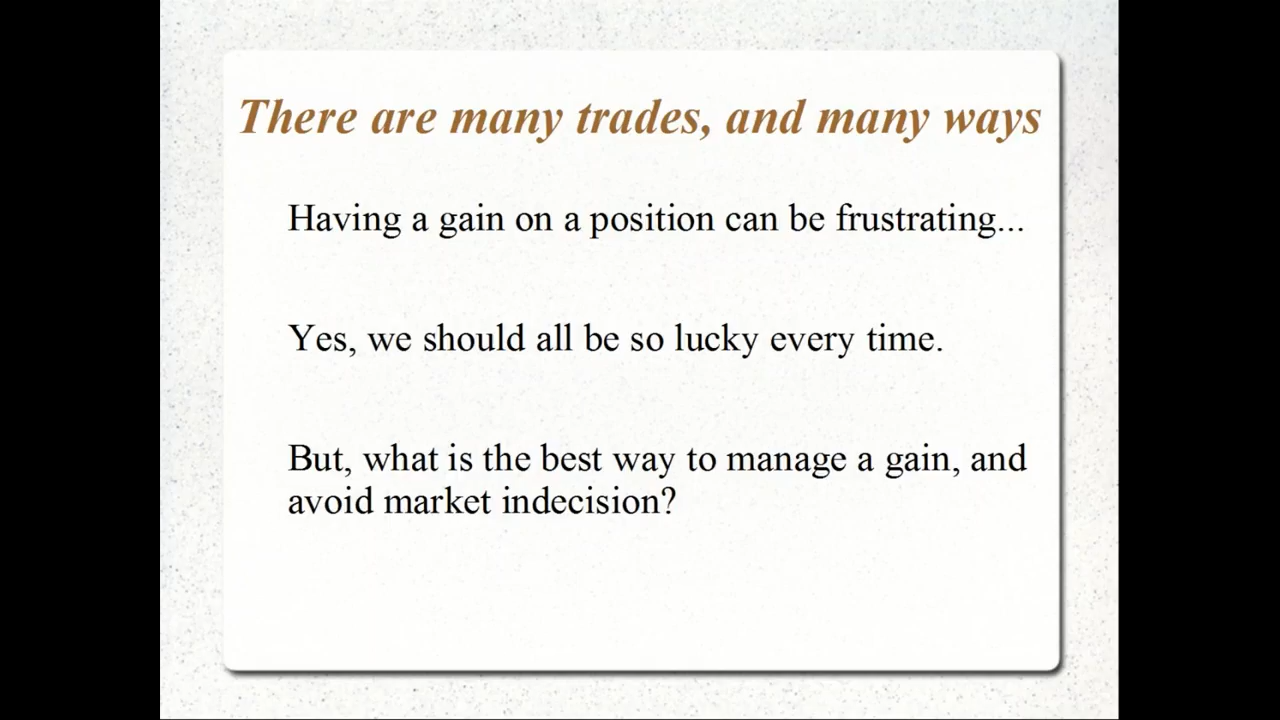 There are many trades, and many ways
Having a gain on a position can be frustrating...
Yes, we should all be so lucky every time.
But, what is the best way to manage a gain, and
avoid market indecision?